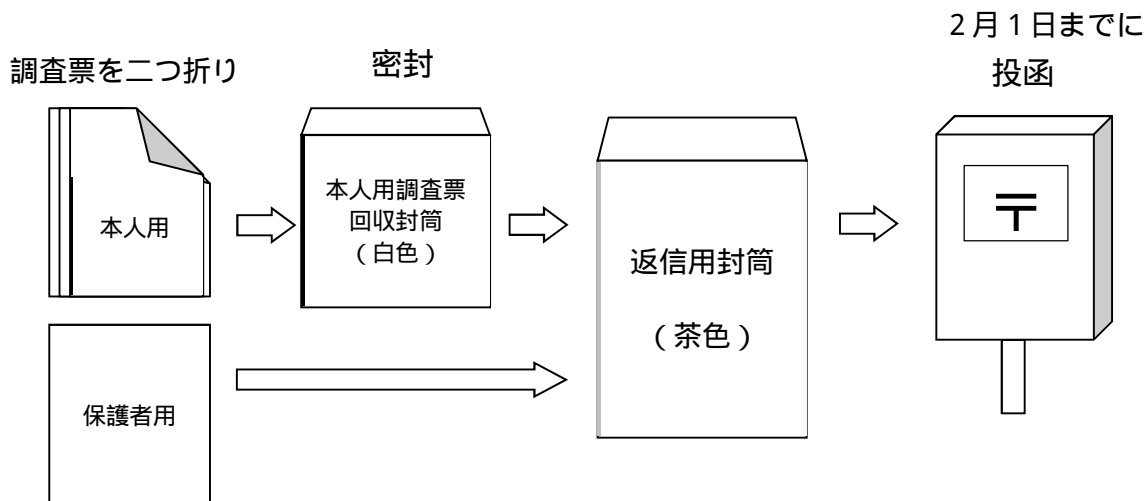 調査票を二つ折り
密封
2月1日までに
投函
本人用
本人用調査票
回収封筒
(白色)
返信用封筒
(茶色)
〒
保護者用